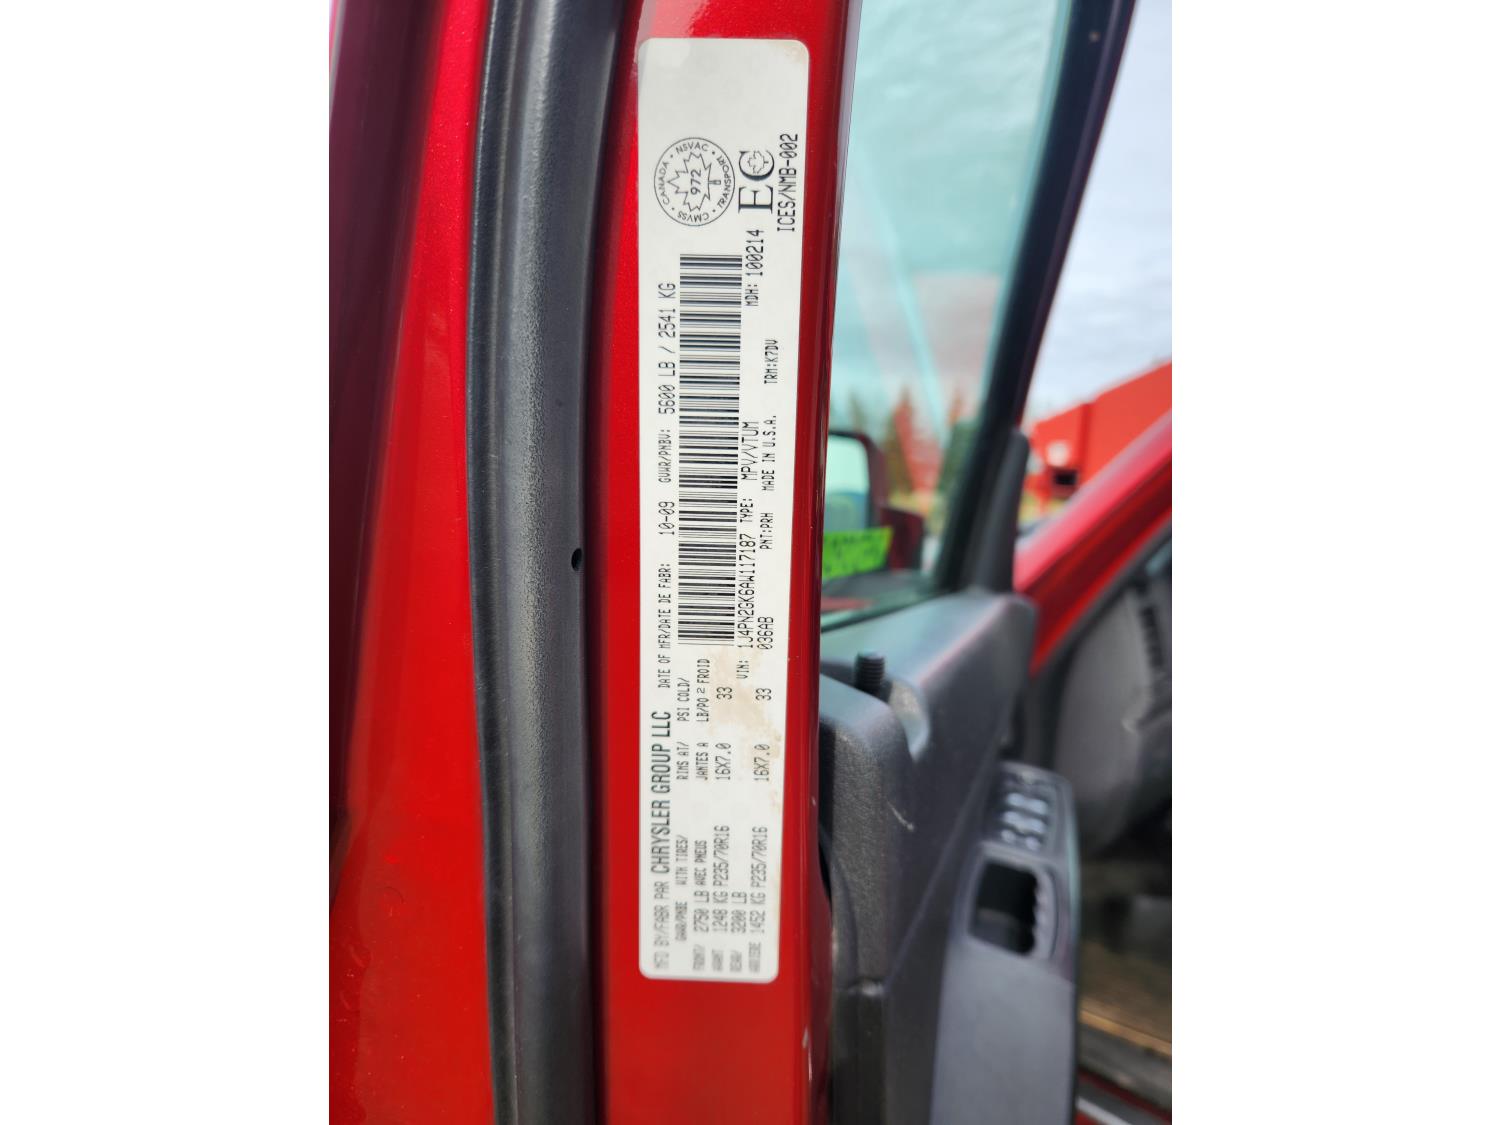 MFD BY/FABR PAR CHRYSLER GROUP LLC DATE OF MFR/DATE DE FABR: 10-09 GVWR/PNBV: 5600 LB / 2541 KG
GAWR/PNBE WITH TIRES/ RIMS AT/ PSI COLD/
FRONT/ 2750 LB AVEC PNEUS JANTES A LB/PO 2 FROID
AVANT 1248 KG P235/70R16 16X7.0 33
REAR/ 3200 LB
ARRIERE 1452 KG P235/70R16 16X7.0 33
VIN: 1J4PN2GK6AW117187 TYPE: MPV/VTUM MDH: 100214
036AB PNT:PRH MADE IN U.S.A. TRM:K7DV
CANADA · NSVAC · TRANSPORT · CMVSS
972
EC
ICES/NMB-002